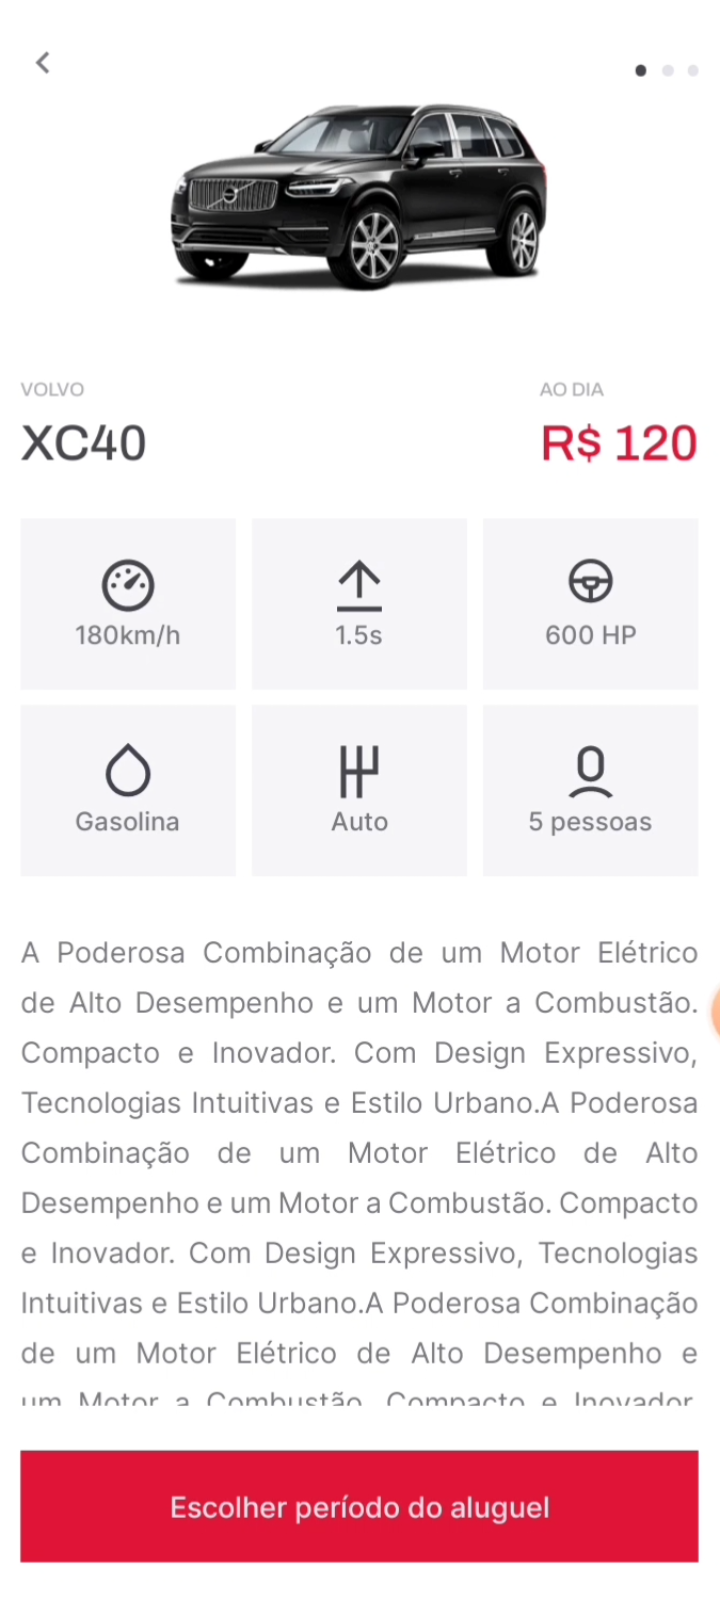 VOLVO
AO DIA
XC40
R$ 120
180km/h
1.5s
600 HP
Gasolina
Auto
5 pessoas
A Poderosa Combinação de um Motor Elétrico
de Alto Desempenho e um Motor a Combustão.
Compacto e Inovador. Com Design Expressivo,
Tecnologias Intuitivas e Estilo Urbano.A Poderosa
Combinação de um Motor Elétrico de Alto
Desempenho e um Motor a Combustão. Compacto
e Inovador. Com Design Expressivo, Tecnologias
Intuitivas e Estilo Urbano.A Poderosa Combinação
de um Motor Elétrico de Alto Desempenho e
um Motor a Combustão. Compacto e Inovador.
Escolher período do aluguel